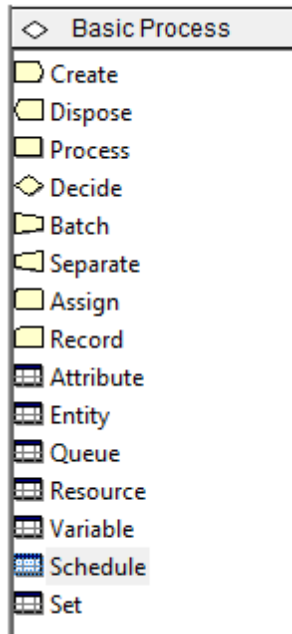 Basic Process
Create
Dispose
Process
Decide
Batch
Separate
Assign
Record
Attribute
Entity
Queue
Resource
Variable
Schedule
Set